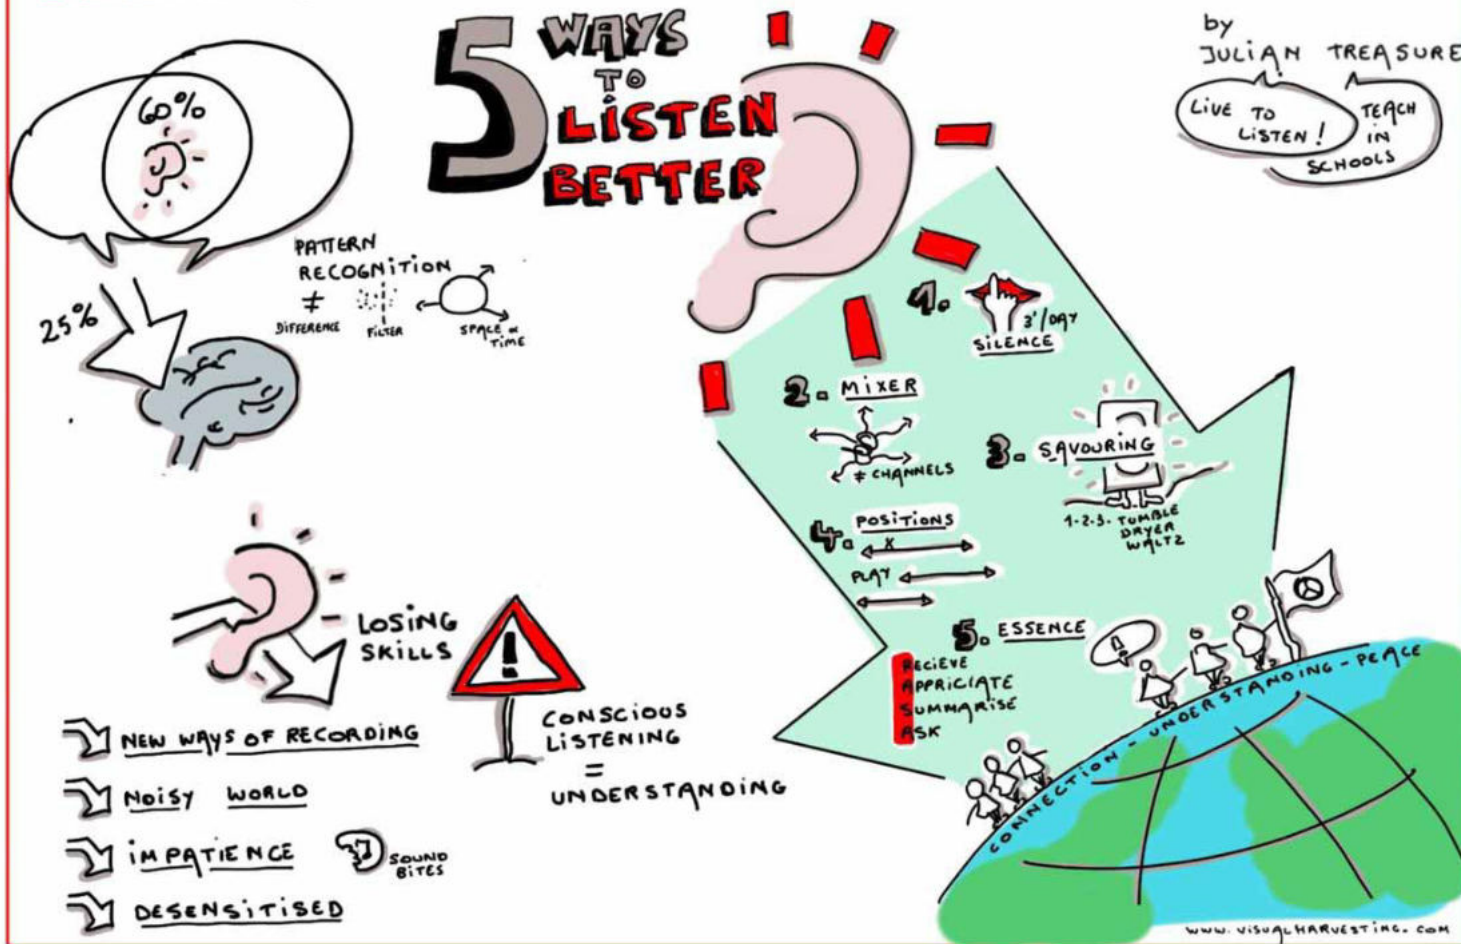 5 WAYS
TO
LISTEN
BETTER
by
JULIAN TREASURE
LIVE TO
LISTEN!
TEACH
IN
SCHOOLS
60%
25%
PATTERN
RECOGNITION
≠
DIFFERENCE
FILTER
SPACE &
TIME
LOSING
SKILLS
NEW WAYS OF RECORDING
NOISY WORLD
IMPATIENCE
SOUND
BITES
DESENSITISED
!
CONSCIOUS
LISTENING
=
UNDERSTANDING
1.
3'/DAY
SILENCE
2. MIXER
≠ CHANNELS
3. SAVOURING
1-2-3- TUMBLE
DRYER
WALTZ
4. POSITIONS
X
PLAY
5. ESSENCE
RECIEVE
APPRICIATE
SUMMARISE
ASK
!
CONNECTION - UNDERSTANDING - PEACE
WWW.VISUALHARVESTING.COM